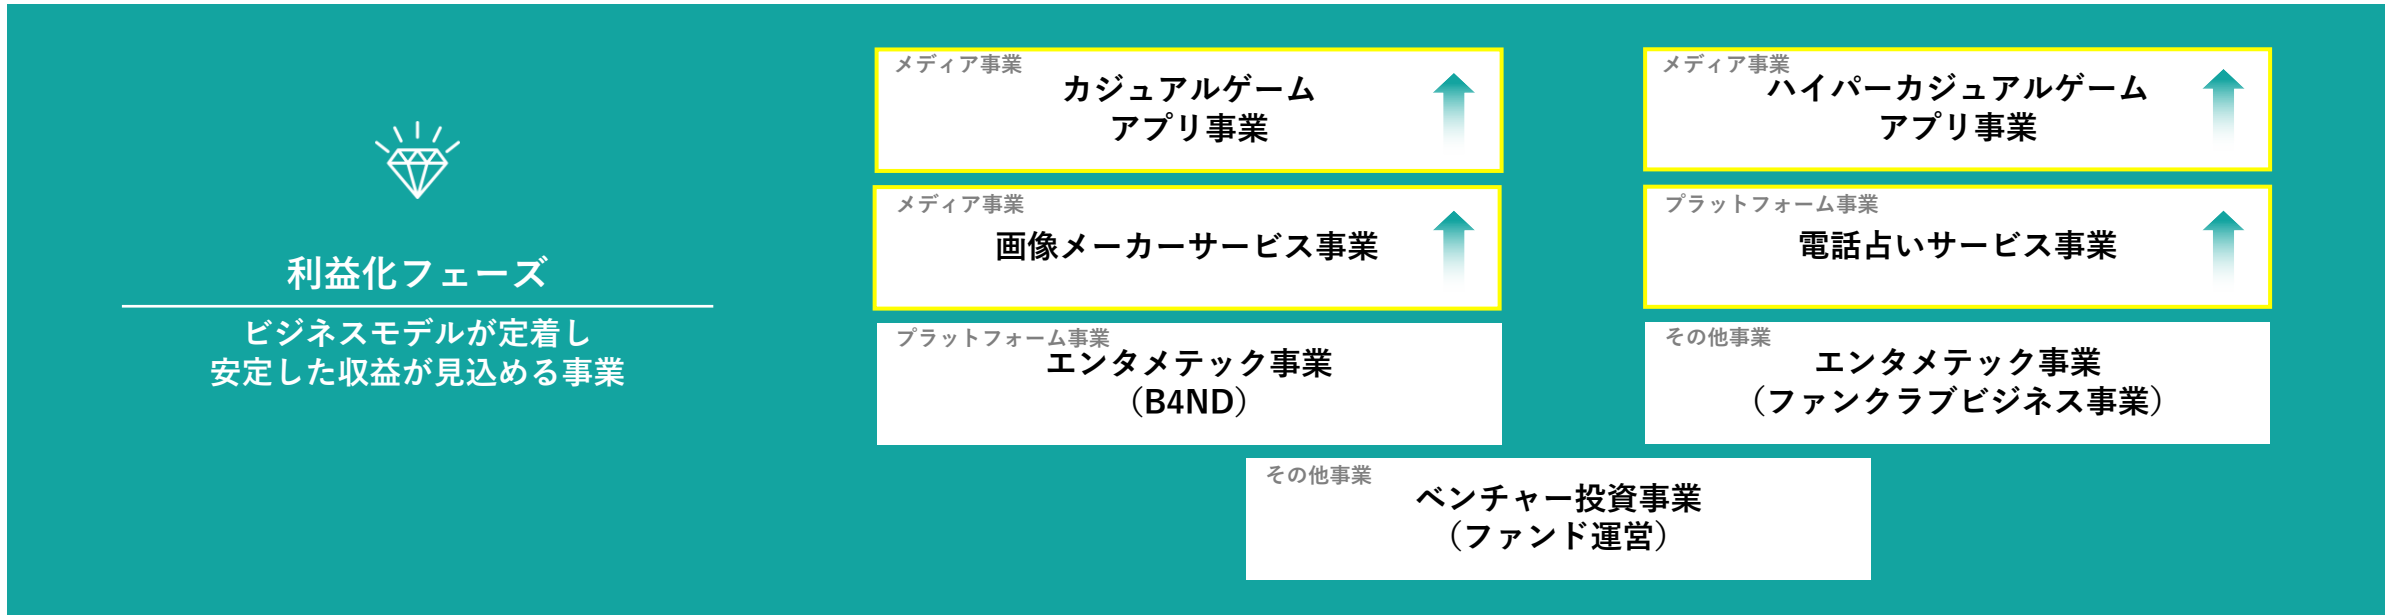 利益化フェーズ
ビジネスモデルが定着し
安定した収益が見込める事業
メディア事業
カジュアルゲーム
アプリ事業
メディア事業
ハイパーカジュアルゲーム
アプリ事業
メディア事業
画像メーカーサービス事業
プラットフォーム事業
電話占いサービス事業
プラットフォーム事業
エンタメテック事業
（B4ND）
その他事業
エンタメテック事業
（ファンクラブビジネス事業）
その他事業
ベンチャー投資事業
（ファンド運営）